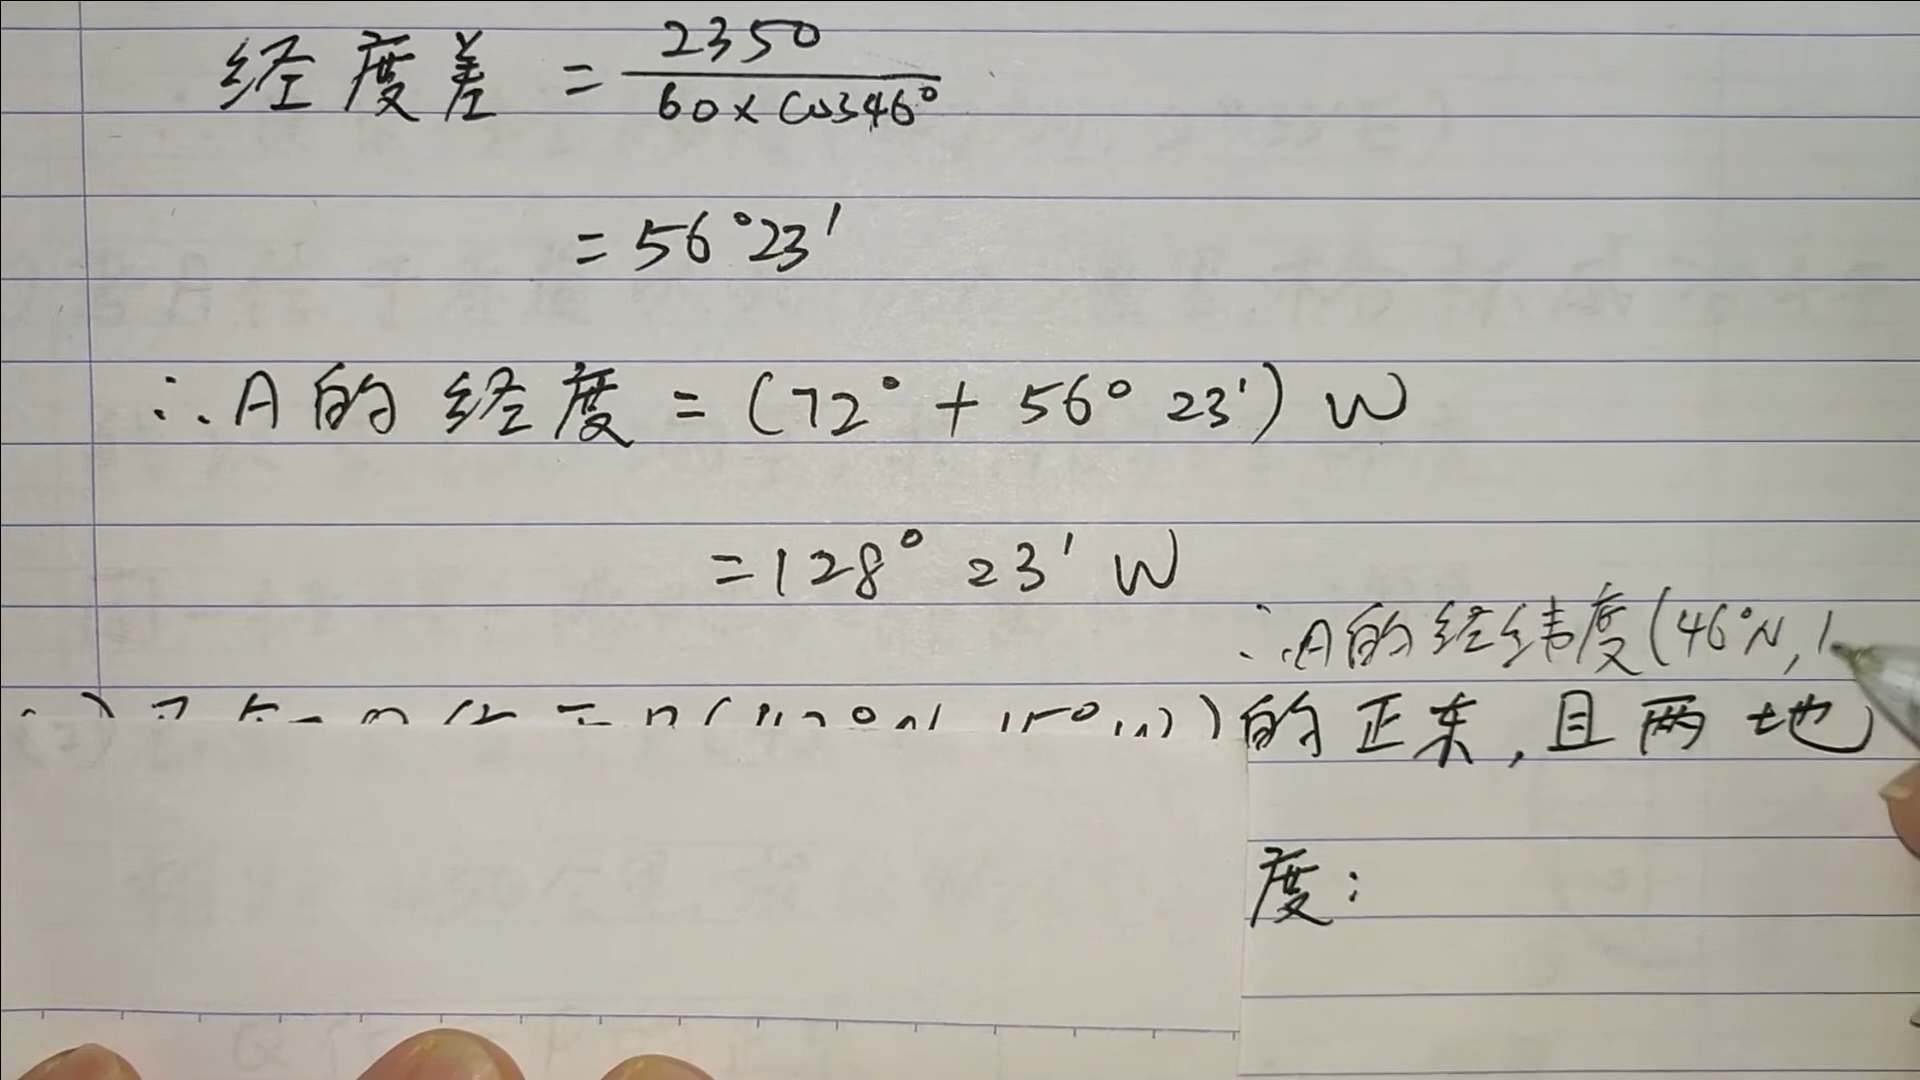 经度差 = 2350 / 60 x cos46°
= 56°23′
∴A的经度 = (72° + 56° 23′) W
= 128° 23′ W
∴A的经纬度(46°N, 1
的正东,且两地
度: